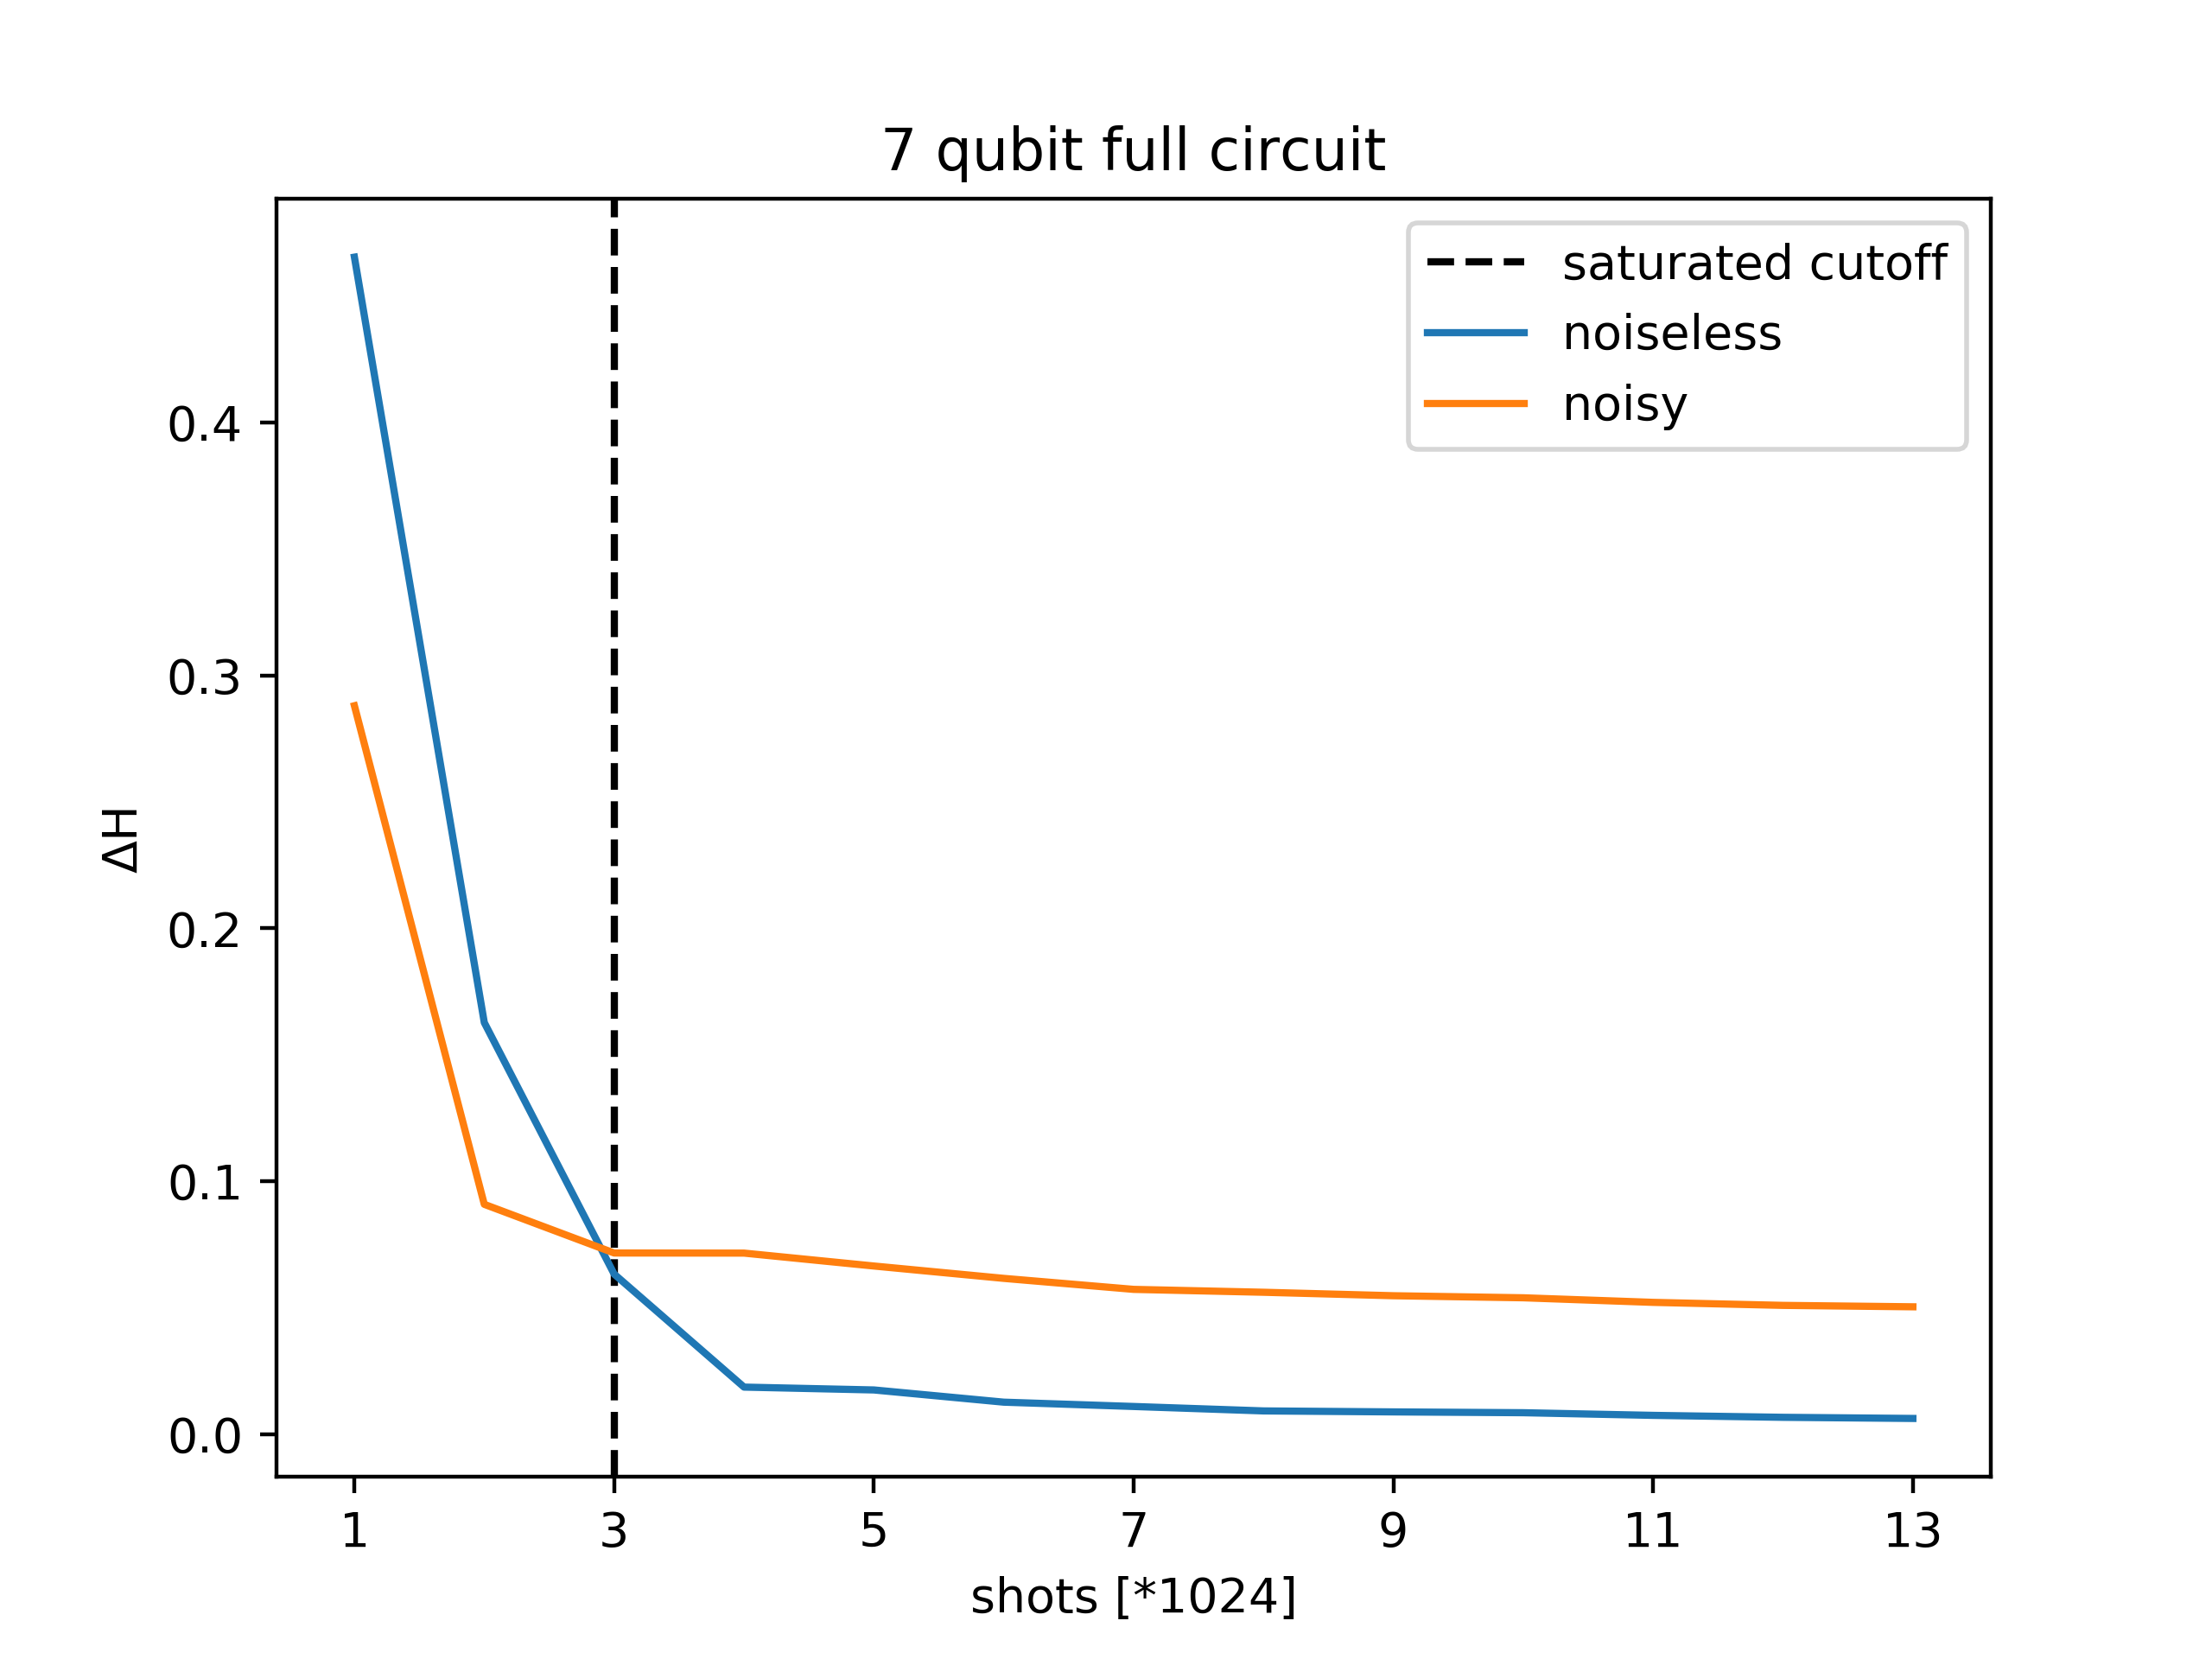 7 qubit full circuit
saturated cutoff
noiseless
noisy
0.4
0.3
0.2
0.1
0.0
ΔH
1 3 5 7 9 11 13
shots [*1024]